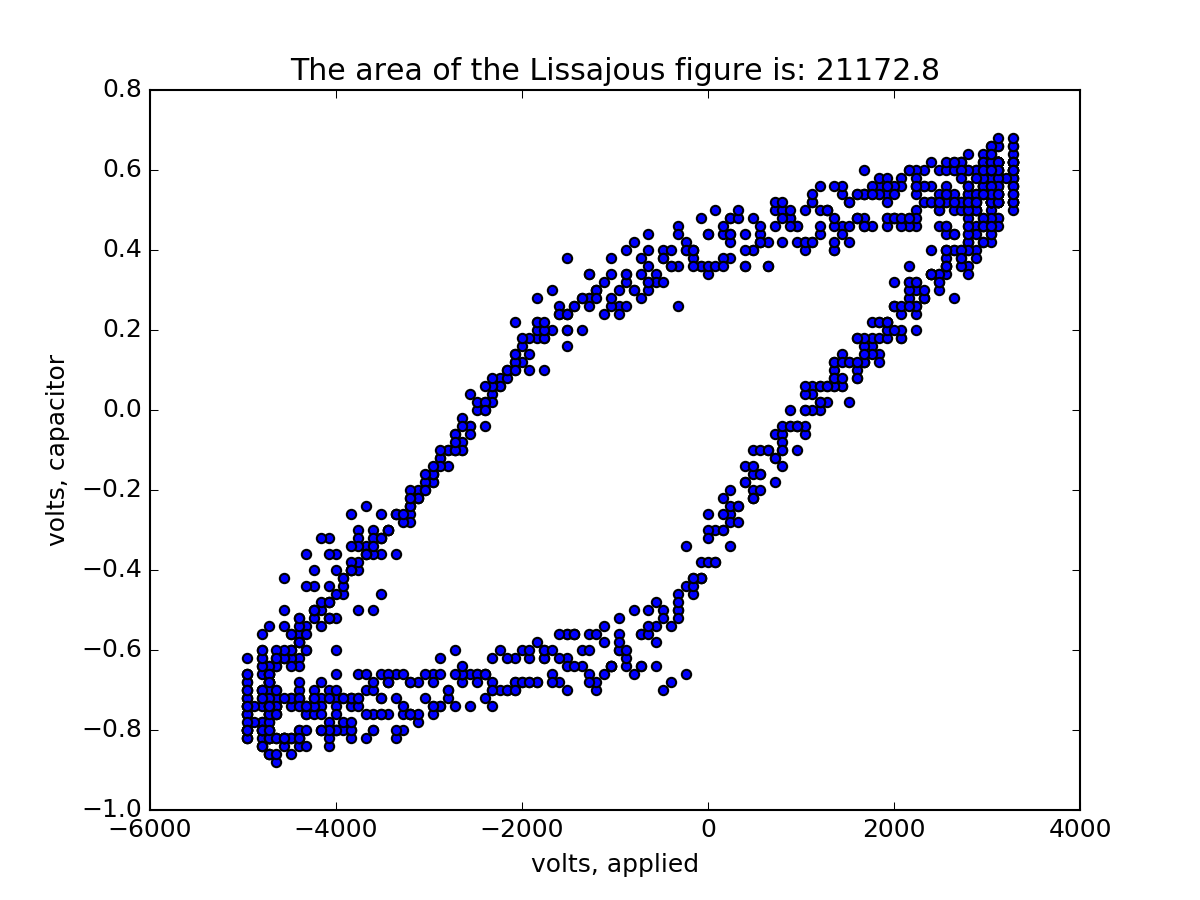 The area of the Lissajous figure is: 21172.8
0.8
0.6
0.4
0.2
0.0
−0.2
−0.4
−0.6
−0.8
−1.0
volts, capacitor
−6000 −4000 −2000 0 2000 4000
volts, applied